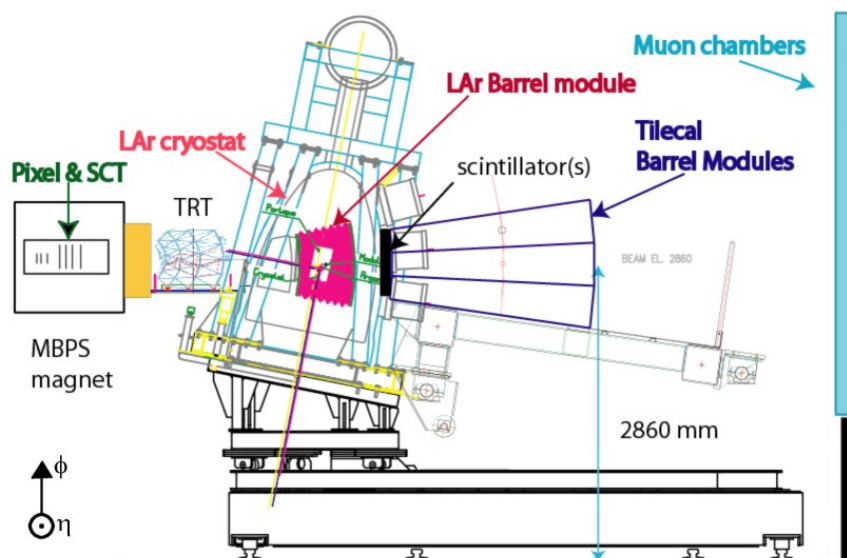 Muon chambers
LAr Barrel module
Tilecal
Barrel Modules
LAr cryostat
scintillator(s)
Pixel & SCT
TRT
Cryostat
BEAM EL. 2860
MBPS
magnet
2860 mm
ϕ
η